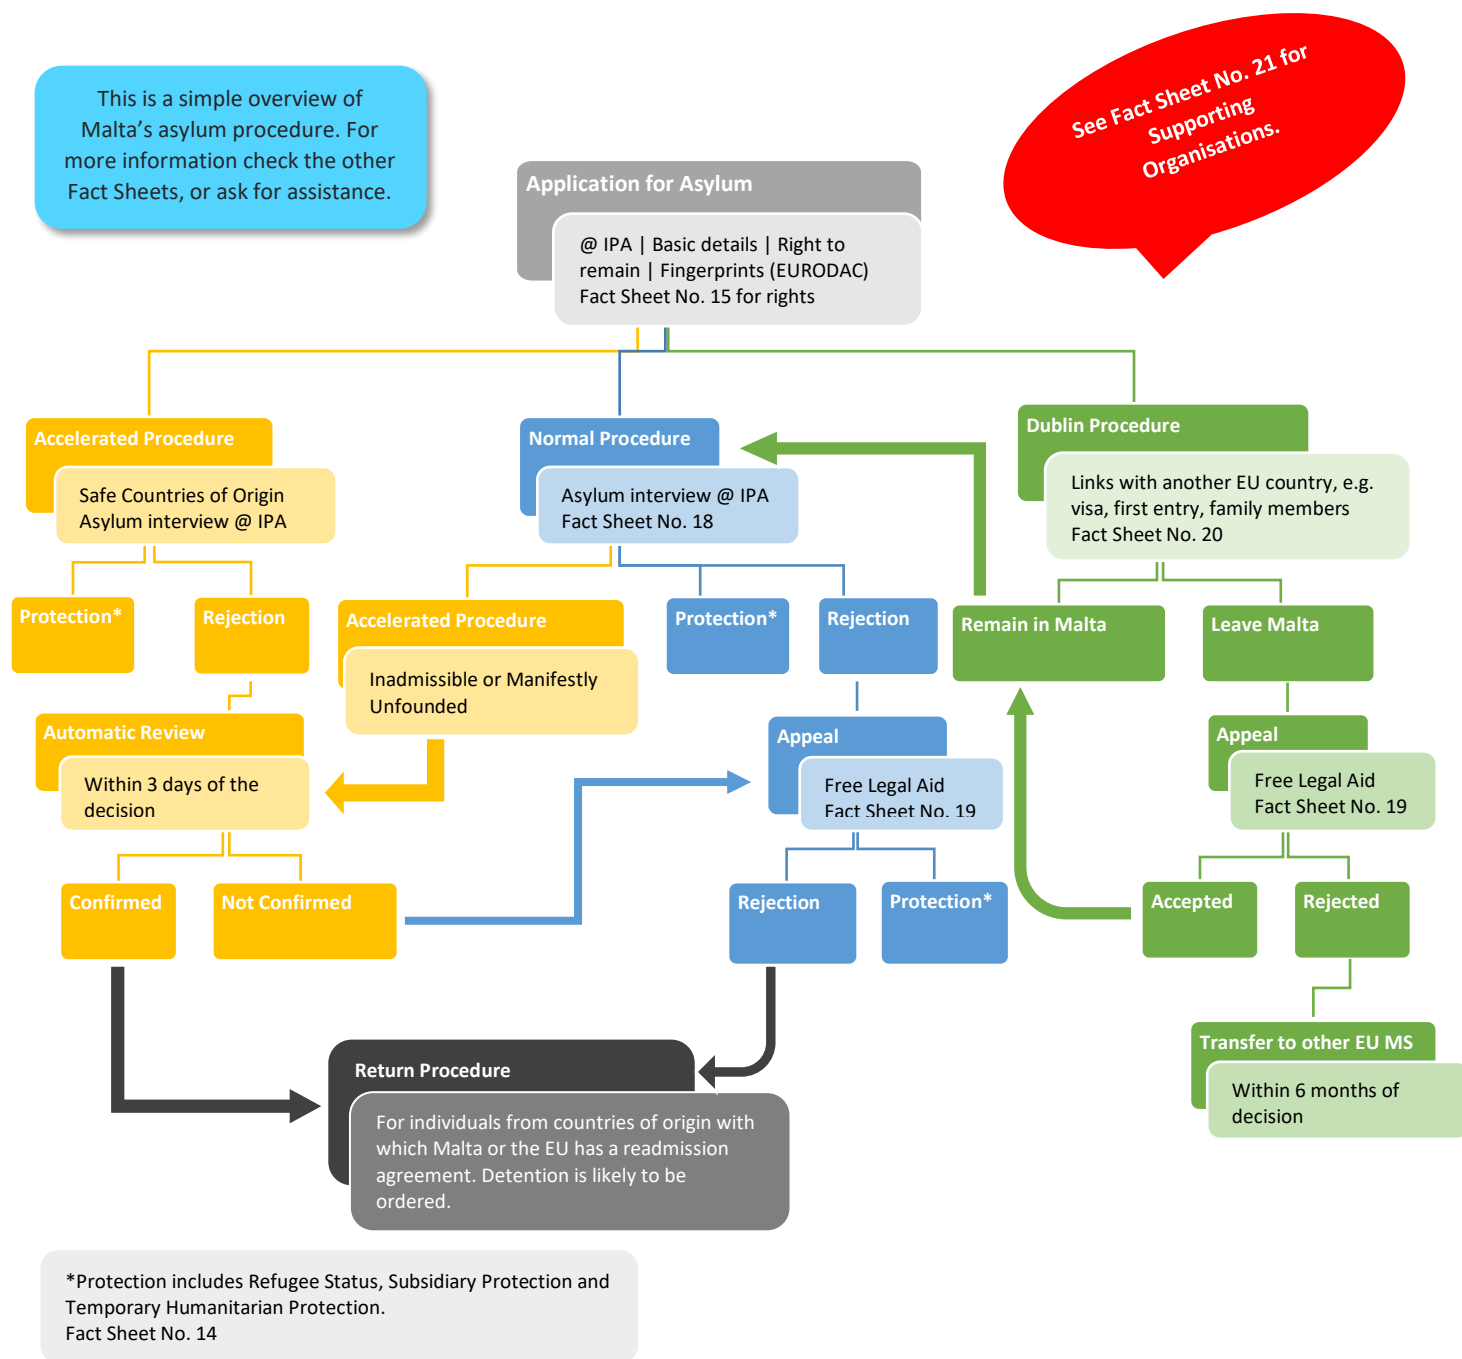 This is a simple overview of
Malta’s asylum procedure. For
more information check the other
Fact Sheets, or ask for assistance.
See Fact Sheet No. 21 for
Supporting
Organisations.
Application for Asylum
@ IPA | Basic details | Right to
remain | Fingerprints (EURODAC)
Fact Sheet No. 15 for rights
Accelerated Procedure
Safe Countries of Origin
Asylum interview @ IPA
Normal Procedure
Asylum interview @ IPA
Fact Sheet No. 18
Dublin Procedure
Links with another EU country, e.g.
visa, first entry, family members
Fact Sheet No. 20
Protection*
Rejection
Accelerated Procedure
Inadmissible or Manifestly
Unfounded
Protection*
Rejection
Remain in Malta
Leave Malta
Automatic Review
Within 3 days of the
decision
Appeal
Free Legal Aid
Fact Sheet No. 19
Appeal
Free Legal Aid
Fact Sheet No. 19
Confirmed
Not Confirmed
Rejection
Protection*
Accepted
Rejected
Return Procedure
For individuals from countries of origin with
which Malta or the EU has a readmission
agreement. Detention is likely to be
ordered.
Transfer to other EU MS
Within 6 months of
decision
*Protection includes Refugee Status, Subsidiary Protection and
Temporary Humanitarian Protection.
Fact Sheet No. 14